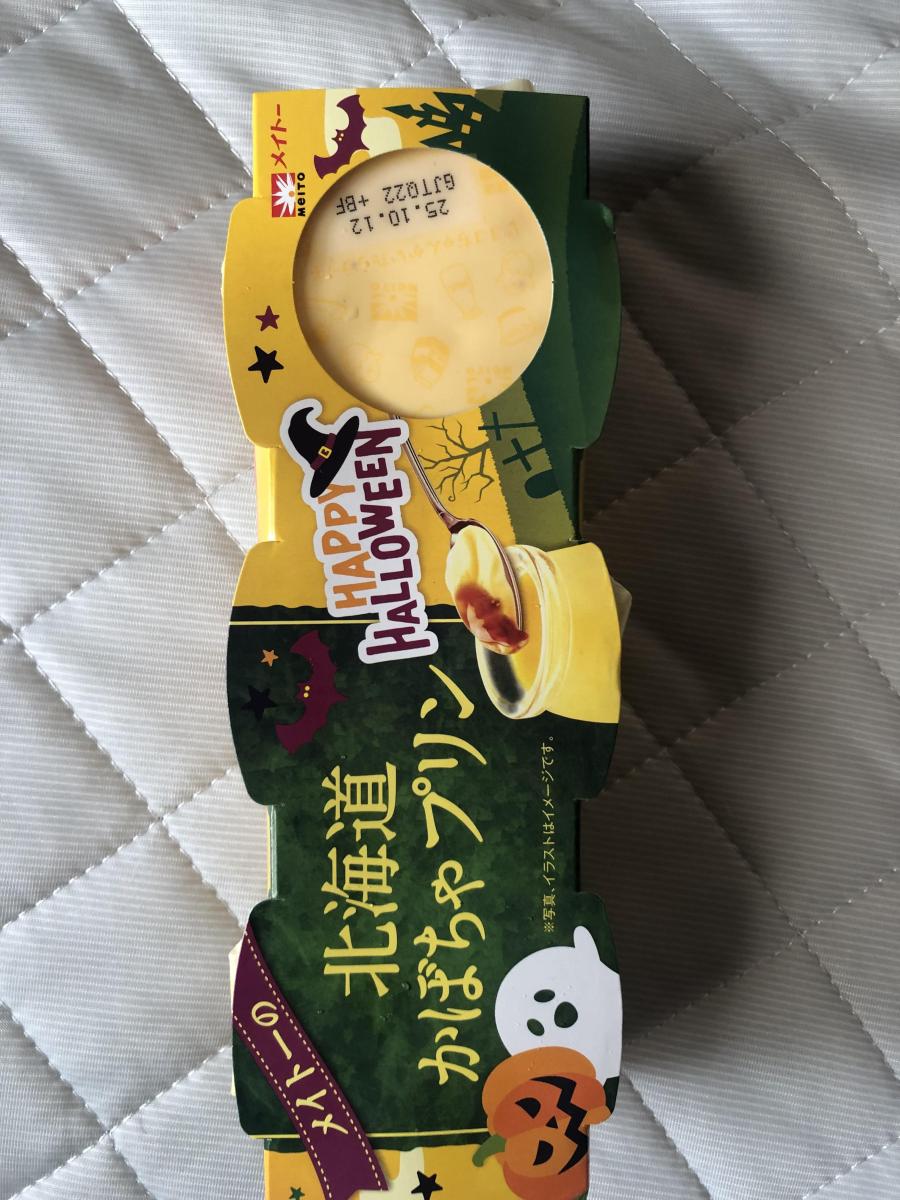 メイトー
MEITO
25.10.12
+BF
GJTQ22
HAPPY
HALLOWEEN
メイトーの
北海道
かぼちゃプリン
※写真、イラストはイメージです。